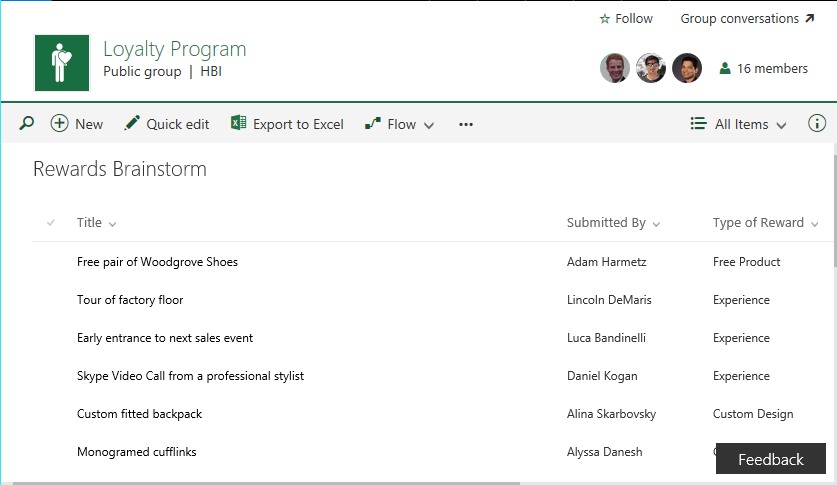 Follow Group conversations
Loyalty Program
Public group | HBI
16 members
New Quick edit Export to Excel Flow ••• All Items
Rewards Brainstorm
Title Submitted By Type of Reward
Free pair of Woodgrove Shoes Adam Harmetz Free Product
Tour of factory floor Lincoln DeMaris Experience
Early entrance to next sales event Luca Bandinelli Experience
Skype Video Call from a professional stylist Daniel Kogan Experience
Custom fitted backpack Alina Skarbovsky Custom Design
Monogramed cufflinks Alyssa Danesh
Feedback